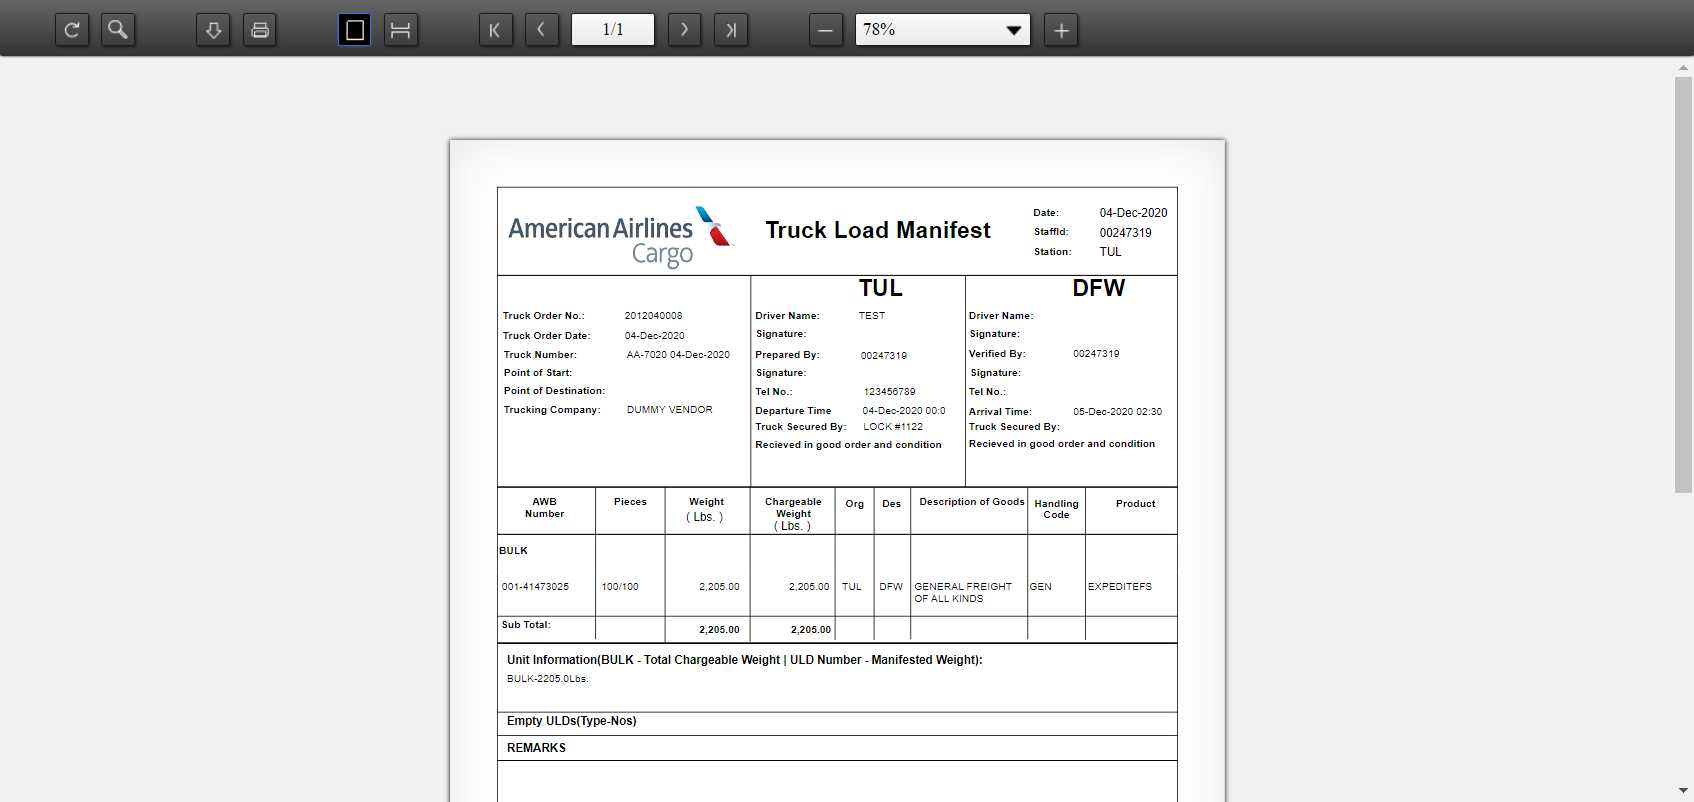 1/1
78%
American Airlines
Cargo
Truck Load Manifest
Date: 04-Dec-2020
StaffId: 00247319
Station: TUL
TUL
DFW
Truck Order No.: 2012040008
Truck Order Date: 04-Dec-2020
Truck Number: AA-7020 04-Dec-2020
Point of Start:
Point of Destination:
Trucking Company: DUMMY VENDOR
Driver Name: TEST
Signature:
Prepared By: 00247319
Signature:
Tel No.: 123456789
Departure Time 04-Dec-2020 00:0
Truck Secured By: LOCK #1122
Recieved in good order and condition
Driver Name:
Signature:
Verified By: 00247319
Signature:
Tel No.:
Arrival Time: 05-Dec-2020 02:30
Truck Secured By:
Recieved in good order and condition
AWB Number Pieces Weight ( Lbs. ) Chargeable Weight ( Lbs. ) Org Des Description of Goods Handling Code Product
BULK
001-41473025 100/100 2,205.00 2,205.00 TUL DFW GENERAL FREIGHT GEN EXPEDITEFS
OF ALL KINDS
Sub Total: 2,205.00 2,205.00
Unit Information(BULK - Total Chargeable Weight | ULD Number - Manifested Weight):
BULK-2205.0Lbs.
Empty ULDs(Type-Nos)
REMARKS